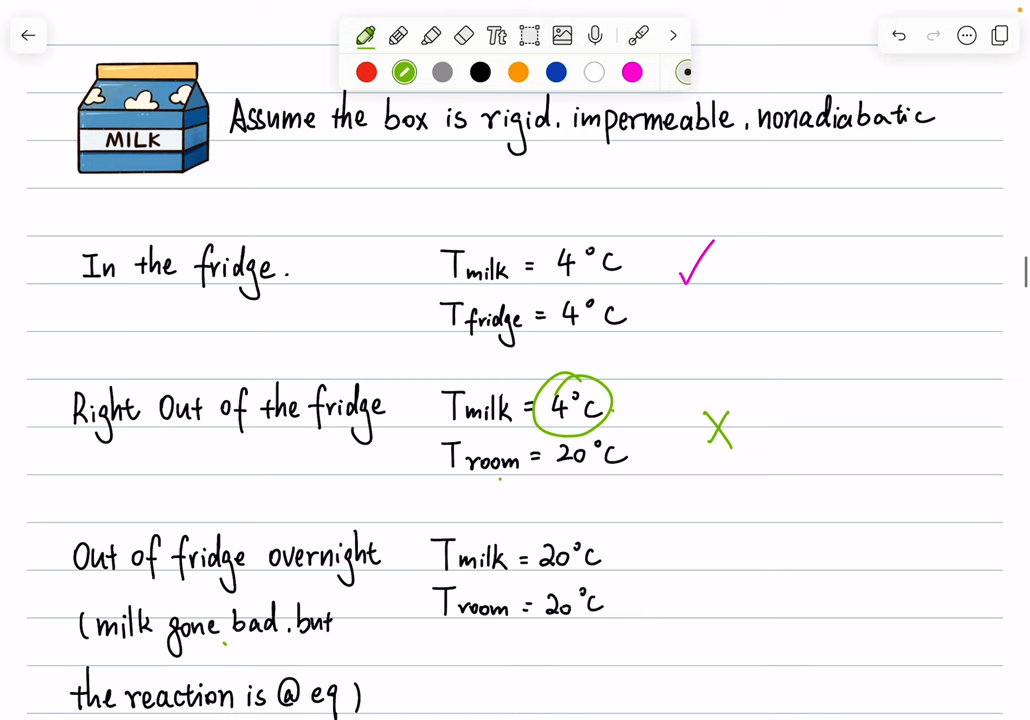 Tt
MILK
Assume the box is rigid. impermeable. nonadiabatic
In the fridge.
Tmilk = 4°C
Tfridge = 4°C
Right Out of the fridge
Tmilk = 4°C
Troom = 20°C
Out of fridge overnight
Tmilk = 20°C
Troom = 20°C
(milk gone bad. but
the reaction is @ eq)